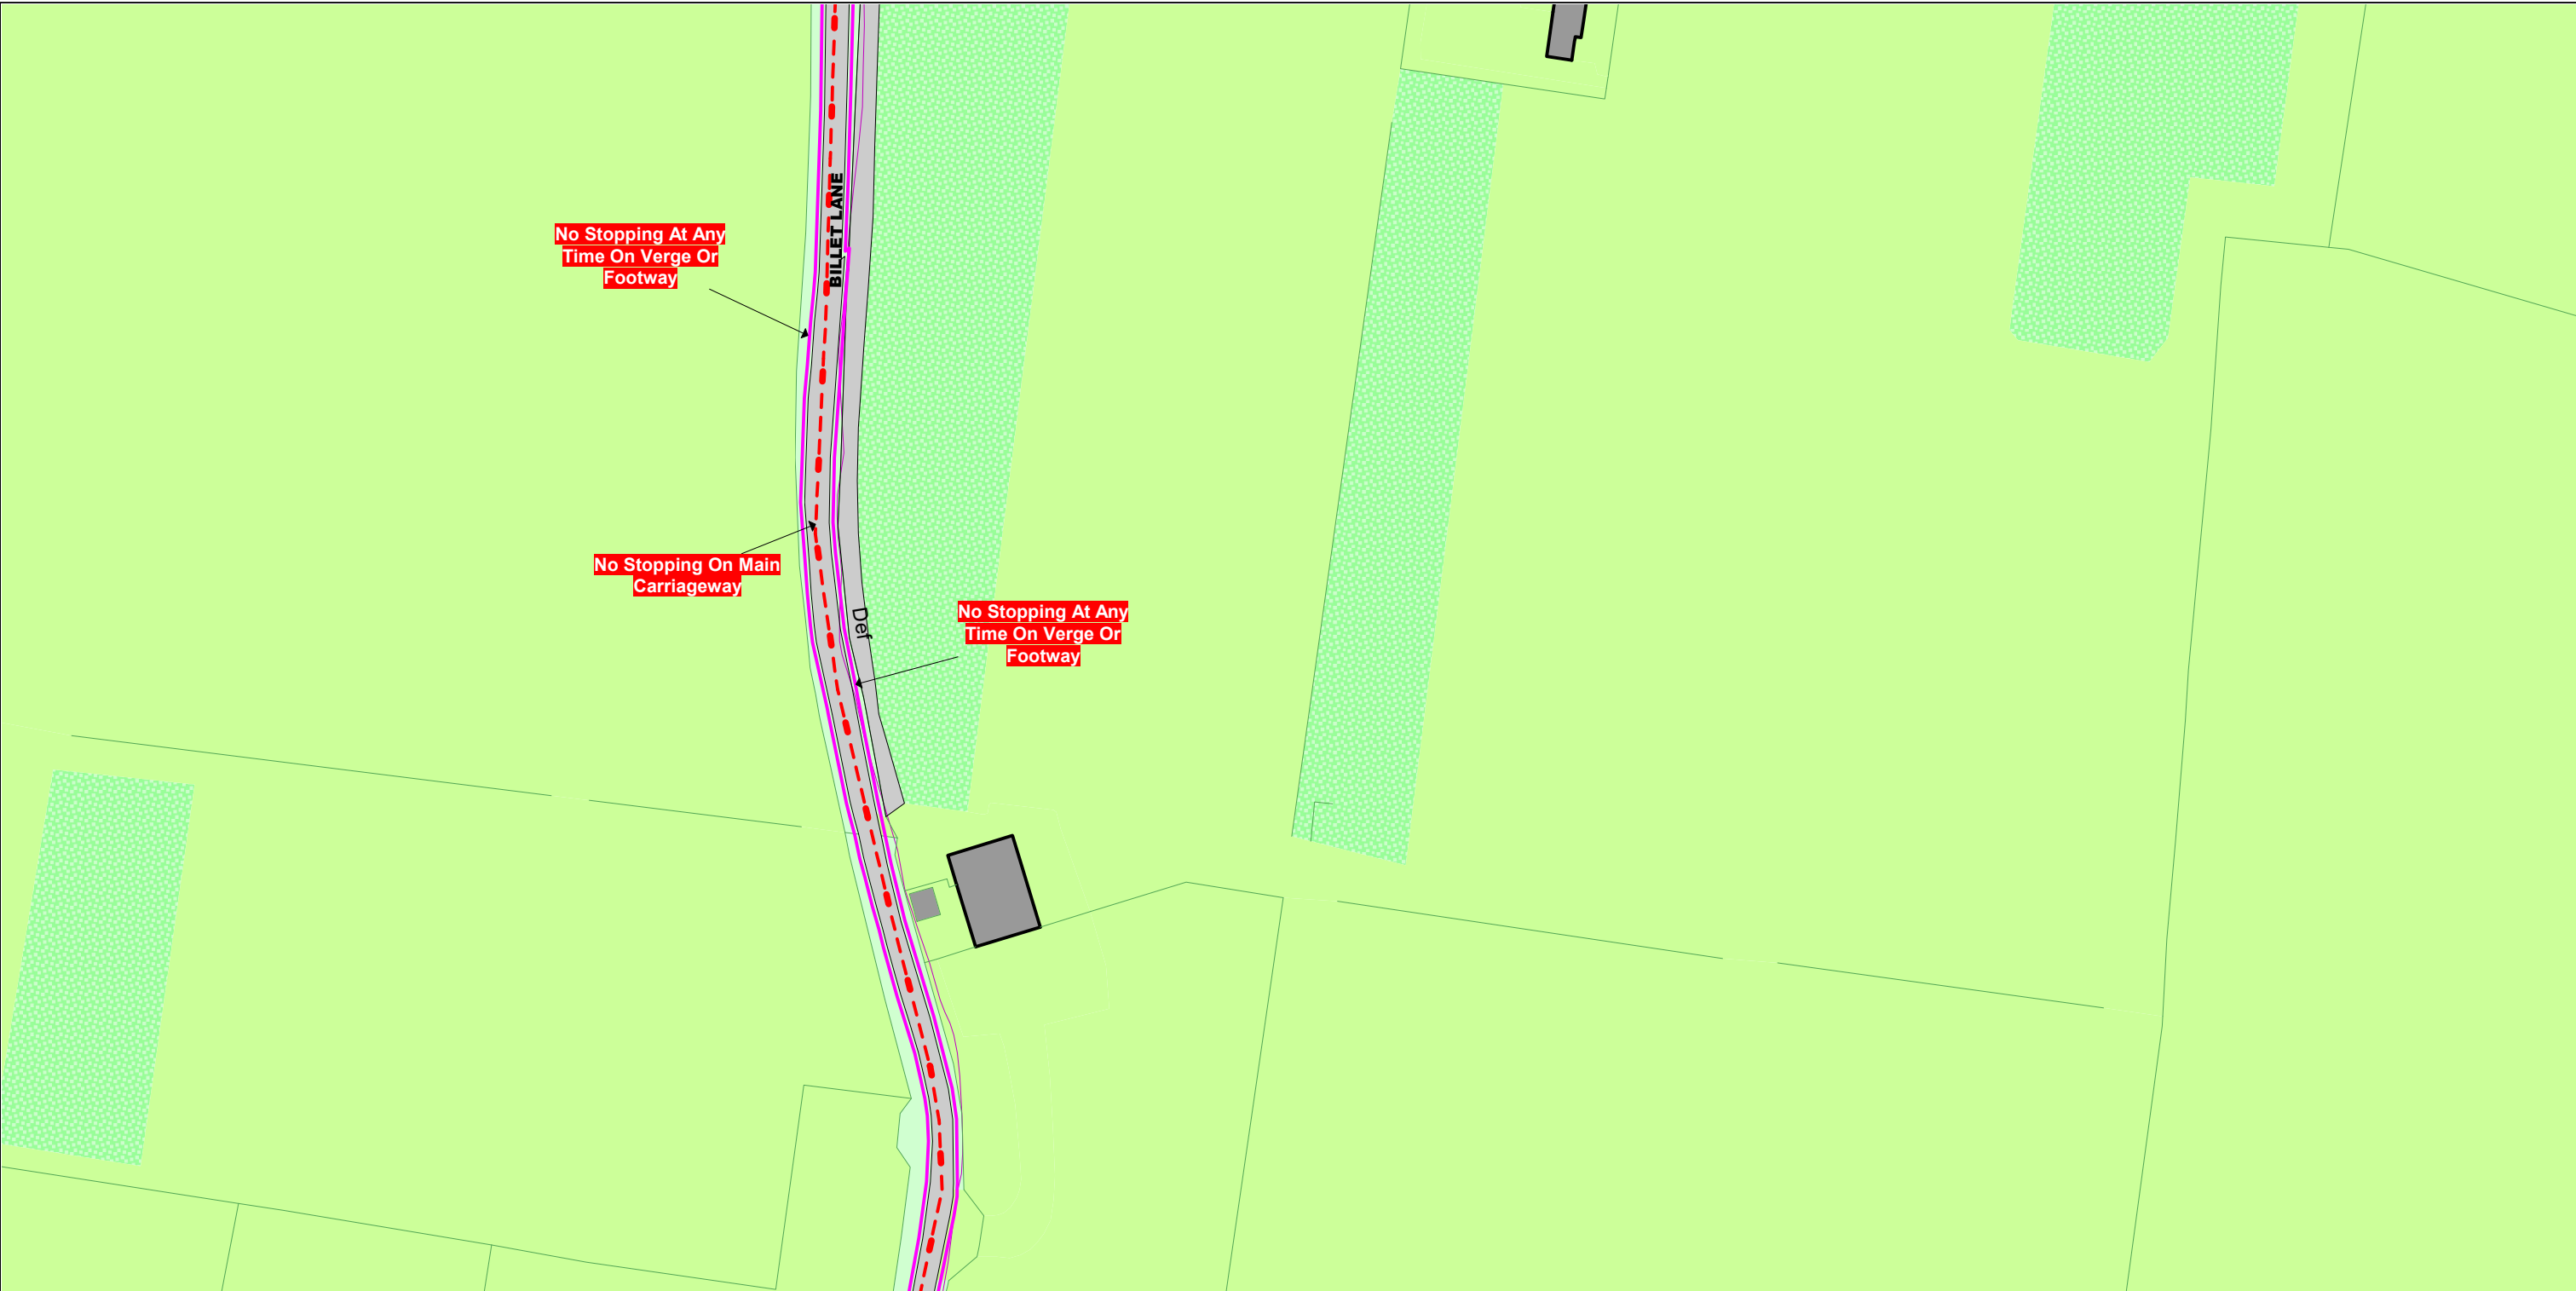 BILLET LANE
No Stopping At Any
Time On Verge Or
Footway
No Stopping On Main
Carriageway
Def
No Stopping At Any
Time On Verge Or
Footway